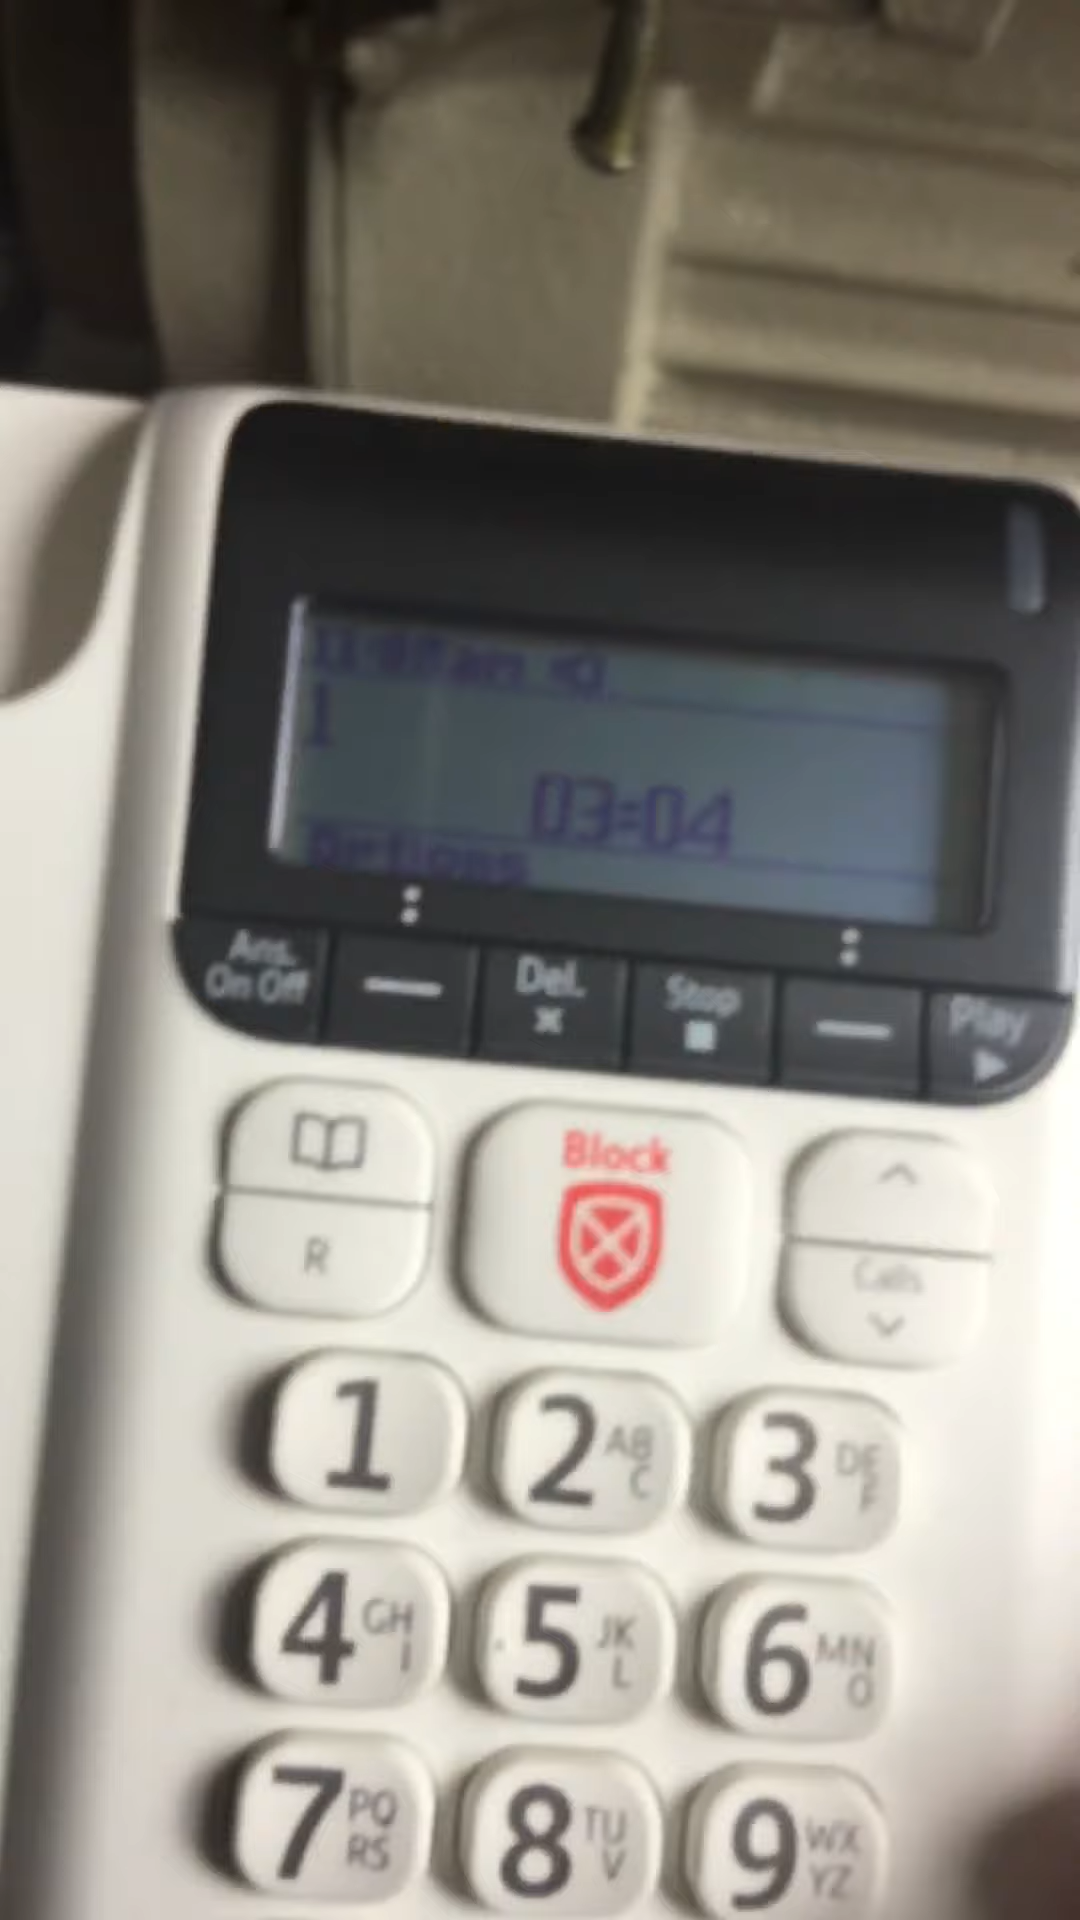 1
03:04
Options
Ans.
On Off
Del.
Stop
Play
Block
R
Calls
1
2 ABC
3 DEF
4 GHI
5 JKL
6 MNO
7 PQRS
8 TUV
9 WXYZ